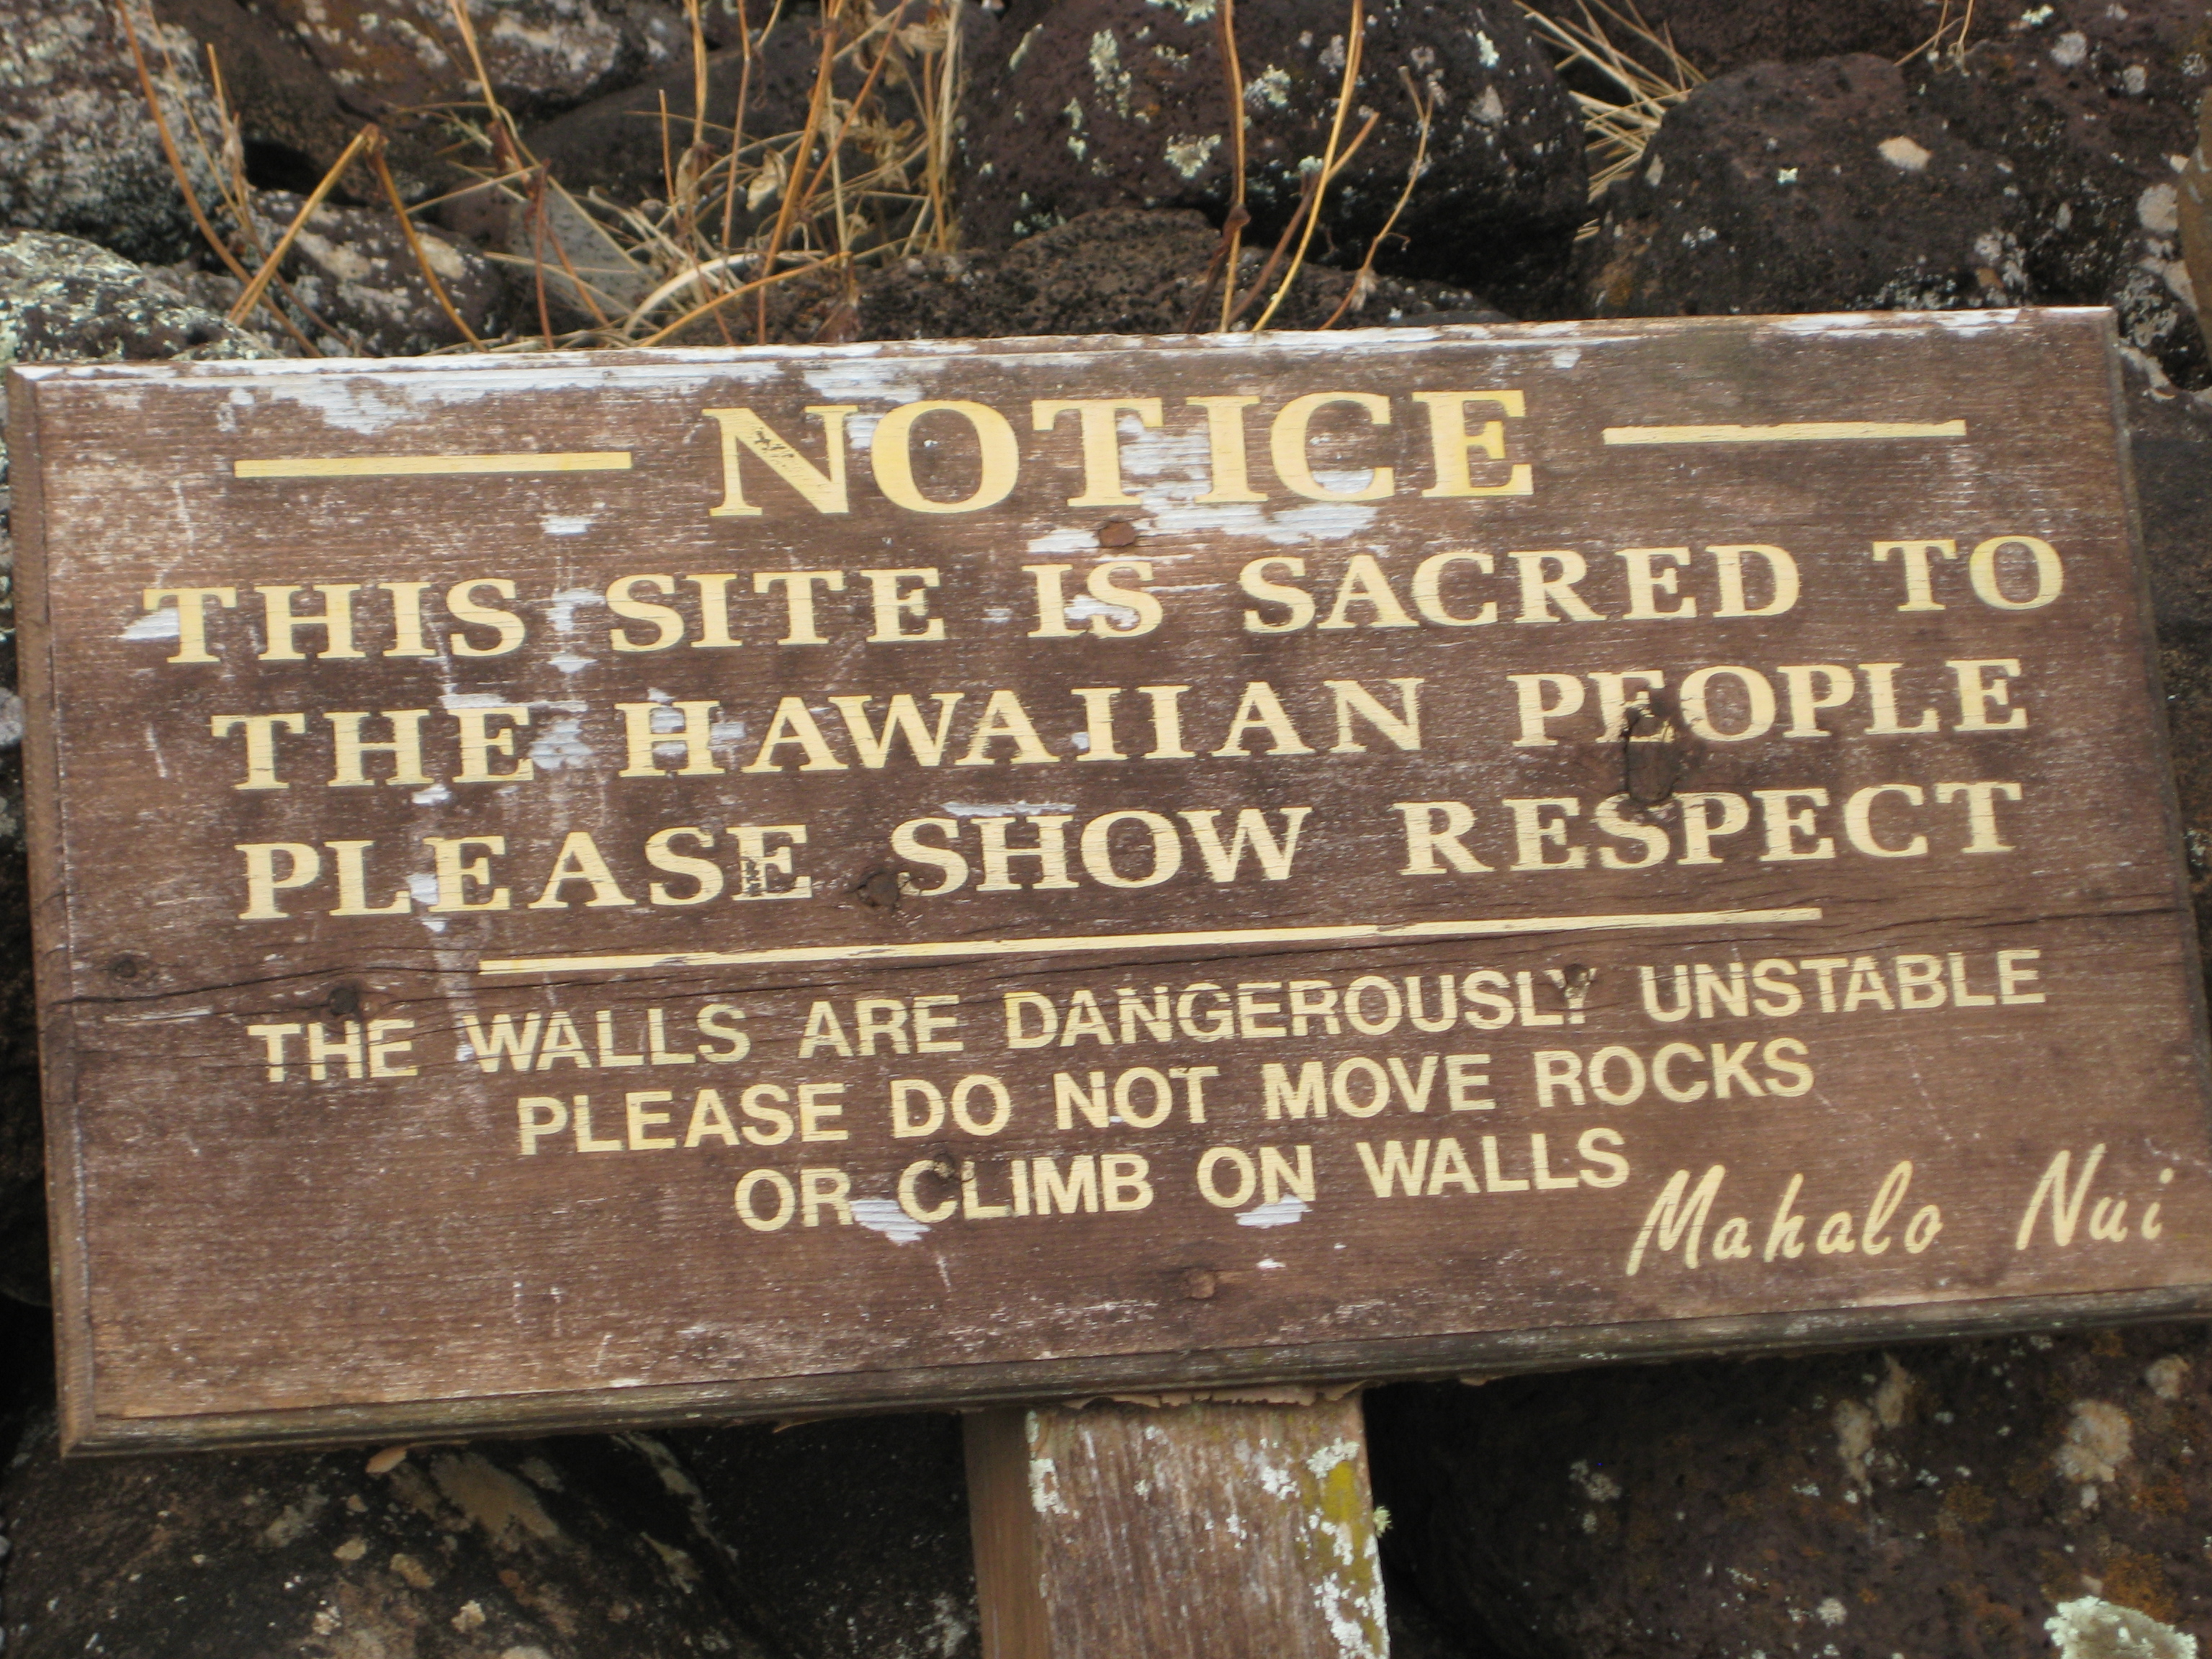 NOTICE
THIS SITE IS SACRED TO
THE HAWAIIAN PEOPLE
PLEASE SHOW RESPECT
THE WALLS ARE DANGEROUSLY UNSTABLE
PLEASE DO NOT MOVE ROCKS
OR CLIMB ON WALLS
Mahalo Nui